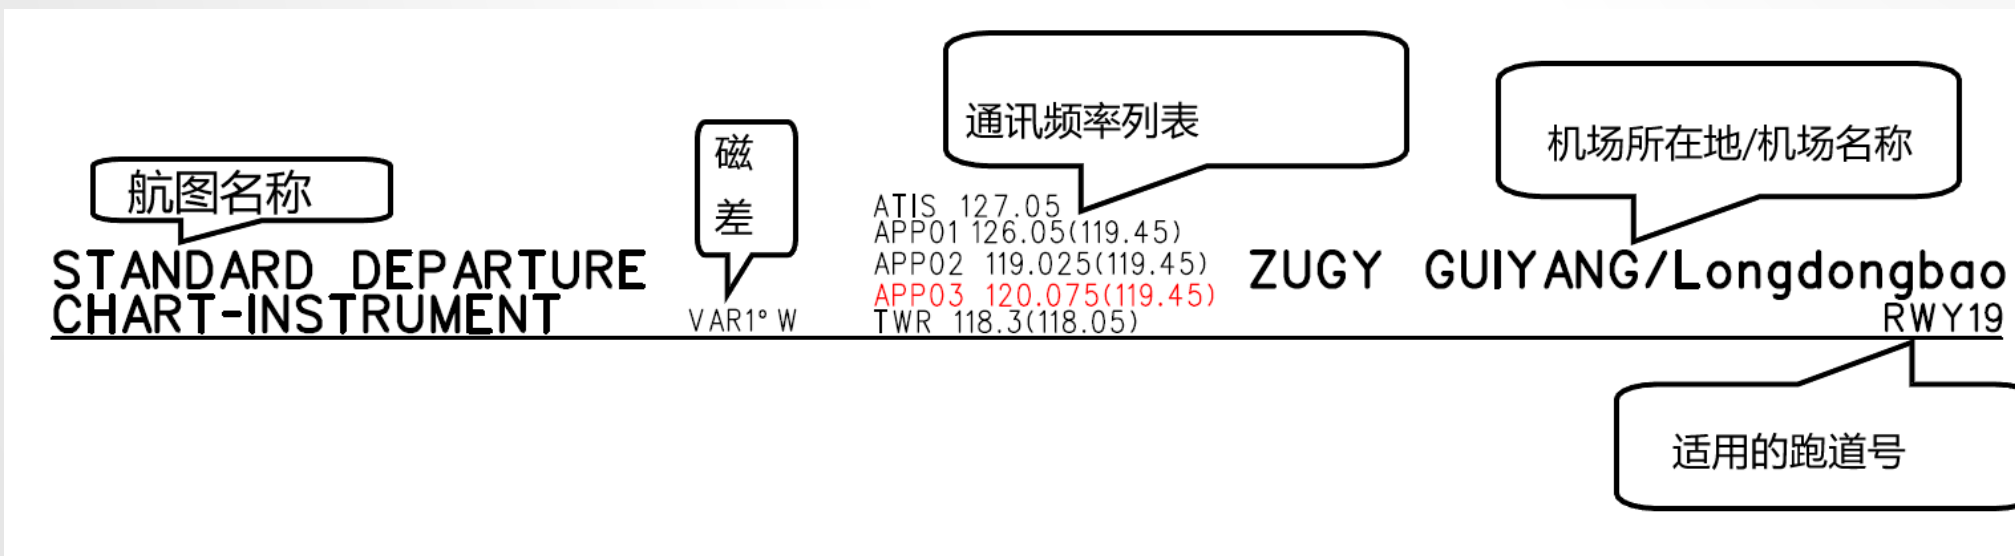 航图名称
磁
差
通讯频率列表
机场所在地/机场名称
STANDARD DEPARTURE
CHART-INSTRUMENT
VAR1° W
ATIS 127.05
APP01 126.05(119.45)
APP02 119.025(119.45)
APP03 120.075(119.45)
TWR 118.3(118.05)
ZUGY GUIYANG/Longdongbao
RWY19
适用的跑道号